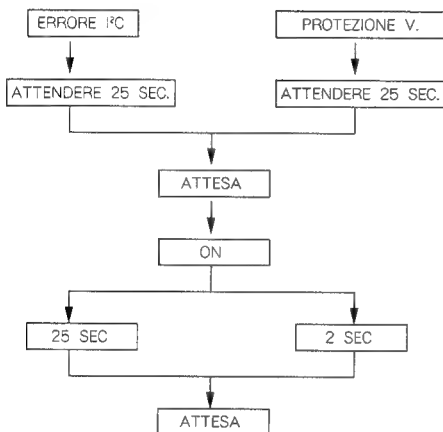 ERRORE I²C
PROTEZIONE V.
ATTENDERE 25 SEC.
ATTENDERE 25 SEC.
ATTESA
ON
25 SEC
2 SEC
ATTESA